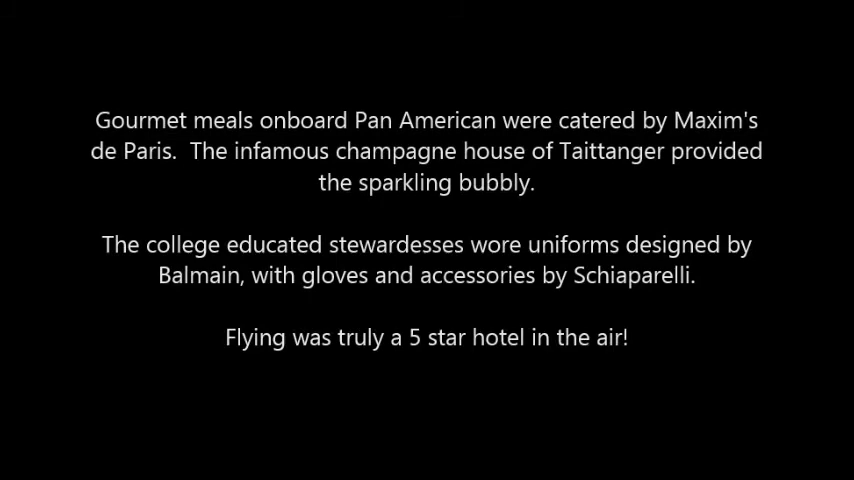 Gourmet meals onboard Pan American were catered by Maxim's
de Paris.  The infamous champagne house of Taittanger provided
the sparkling bubbly.
The college educated stewardesses wore uniforms designed by
Balmain, with gloves and accessories by Schiaparelli.
Flying was truly a 5 star hotel in the air!